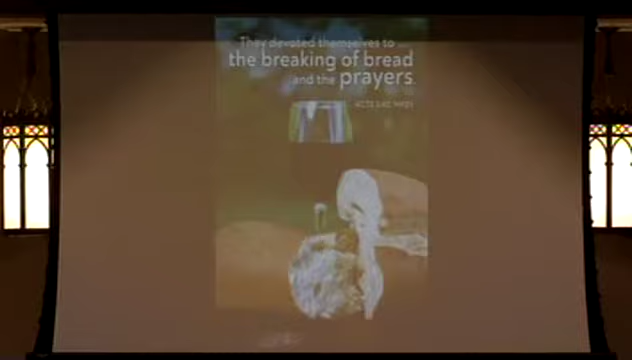 They devoted themselves to ...
the breaking of bread
and the prayers.